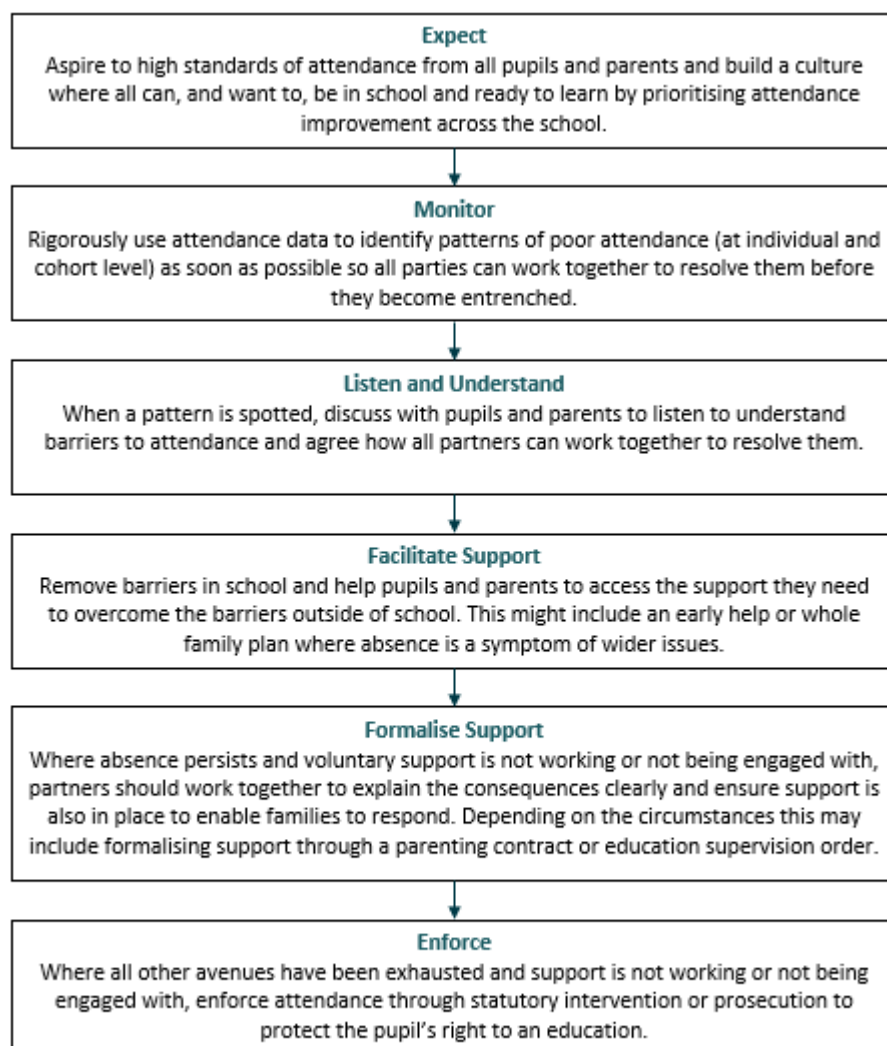 Expect
Aspire to high standards of attendance from all pupils and parents and build a culture
where all can, and want to, be in school and ready to learn by prioritising attendance
improvement across the school.
Monitor
Rigorously use attendance data to identify patterns of poor attendance (at individual and
cohort level) as soon as possible so all parties can work together to resolve them before
they become entrenched.
Listen and Understand
When a pattern is spotted, discuss with pupils and parents to listen to understand
barriers to attendance and agree how all partners can work together to resolve them.
Facilitate Support
Remove barriers in school and help pupils and parents to access the support they need
to overcome the barriers outside of school. This might include an early help or whole
family plan where absence is a symptom of wider issues.
Formalise Support
Where absence persists and voluntary support is not working or not being engaged with,
partners should work together to explain the consequences clearly and ensure support is
also in place to enable families to respond. Depending on the circumstances this may
include formalising support through a parenting contract or education supervision order.
Enforce
Where all other avenues have been exhausted and support is not working or not being
engaged with, enforce attendance through statutory intervention or prosecution to
protect the pupil's right to an education.